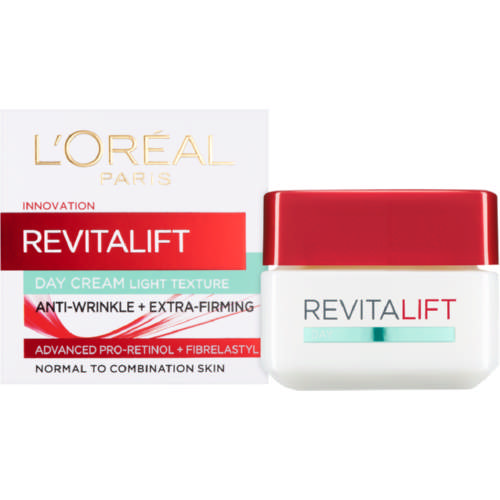 L'ORÉAL
PARIS
INNOVATION
REVITALIFT
DAY CREAM LIGHT TEXTURE
ANTI-WRINKLE + EXTRA-FIRMING
ADVANCED PRO-RETINOL + FIBRELASTYL
NORMAL TO COMBINATION SKIN
REVITALIFT